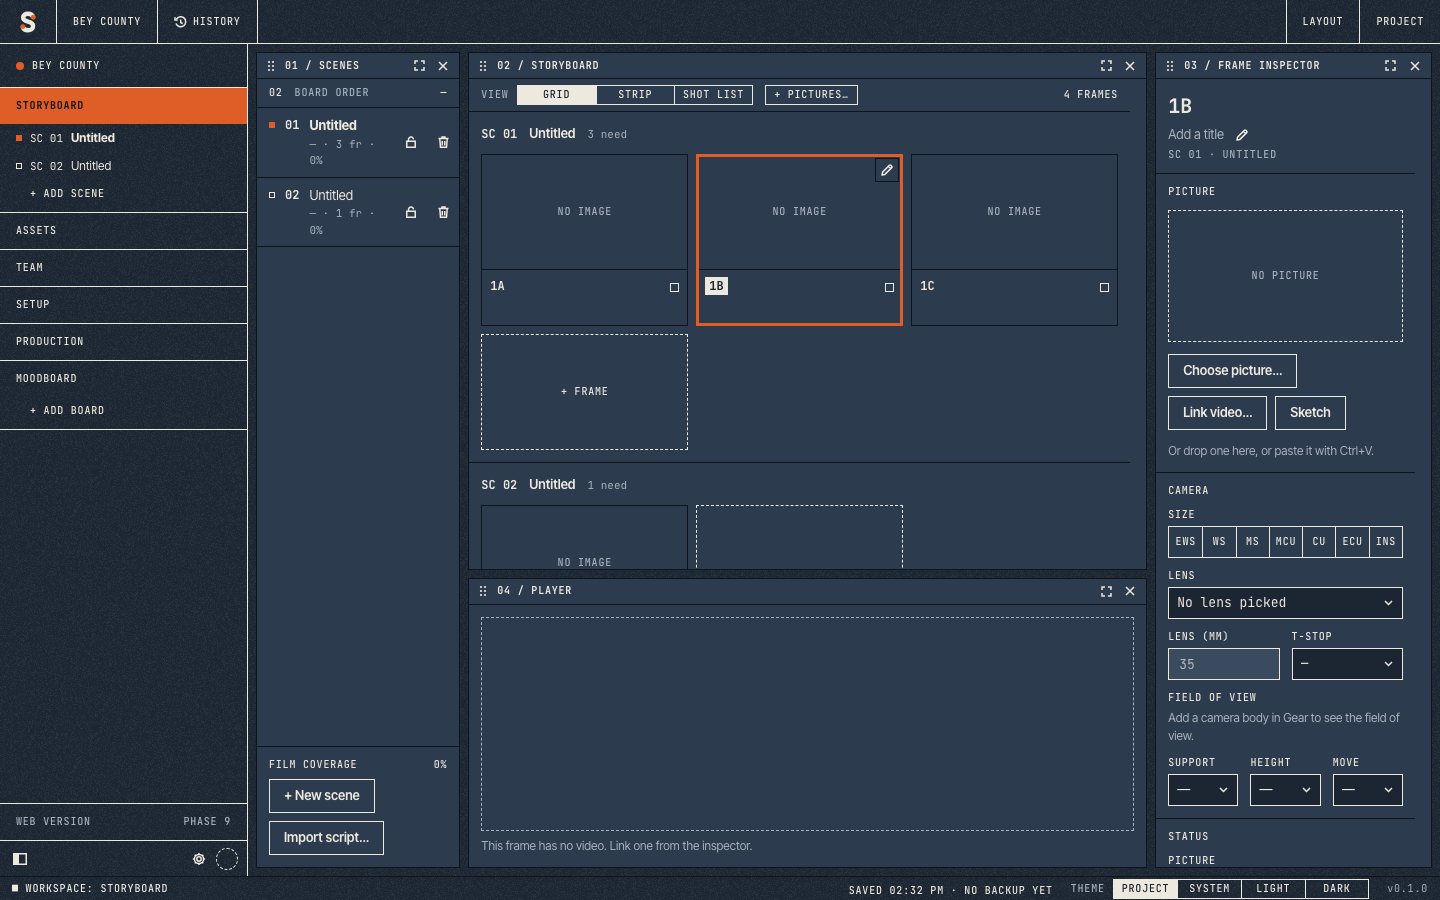 S
BEY COUNTY
HISTORY
LAYOUT
PROJECT
BEY COUNTY
STORYBOARD
SC 01 Untitled
SC 02 Untitled
+ ADD SCENE
ASSETS
TEAM
SETUP
PRODUCTION
MOODBOARD
+ ADD BOARD
WEB VERSION PHASE 9
01 / SCENES
02 BOARD ORDER —
01 Untitled
— · 3 fr ·
0%
02 Untitled
— · 1 fr ·
0%
FILM COVERAGE 0%
+ New scene
Import script...
02 / STORYBOARD
VIEW GRID STRIP SHOT LIST + PICTURES… 4 FRAMES
SC 01 Untitled 3 need
NO IMAGE NO IMAGE NO IMAGE
1A 1B 1C
+ FRAME
SC 02 Untitled 1 need
NO IMAGE
04 / PLAYER
This frame has no video. Link one from the inspector.
03 / FRAME INSPECTOR
1B
Add a title
SC 01 · UNTITLED
PICTURE
NO PICTURE
Choose picture...
Link video... Sketch
Or drop one here, or paste it with Ctrl+V.
CAMERA
SIZE
EWS WS MS MCU CU ECU INS
LENS
No lens picked
LENS (MM) T-STOP
35 —
FIELD OF VIEW
Add a camera body in Gear to see the field of
view.
SUPPORT HEIGHT MOVE
— — —
STATUS
PICTURE
WORKSPACE: STORYBOARD
SAVED 02:32 PM · NO BACKUP YET THEME PROJECT SYSTEM LIGHT DARK v0.1.0